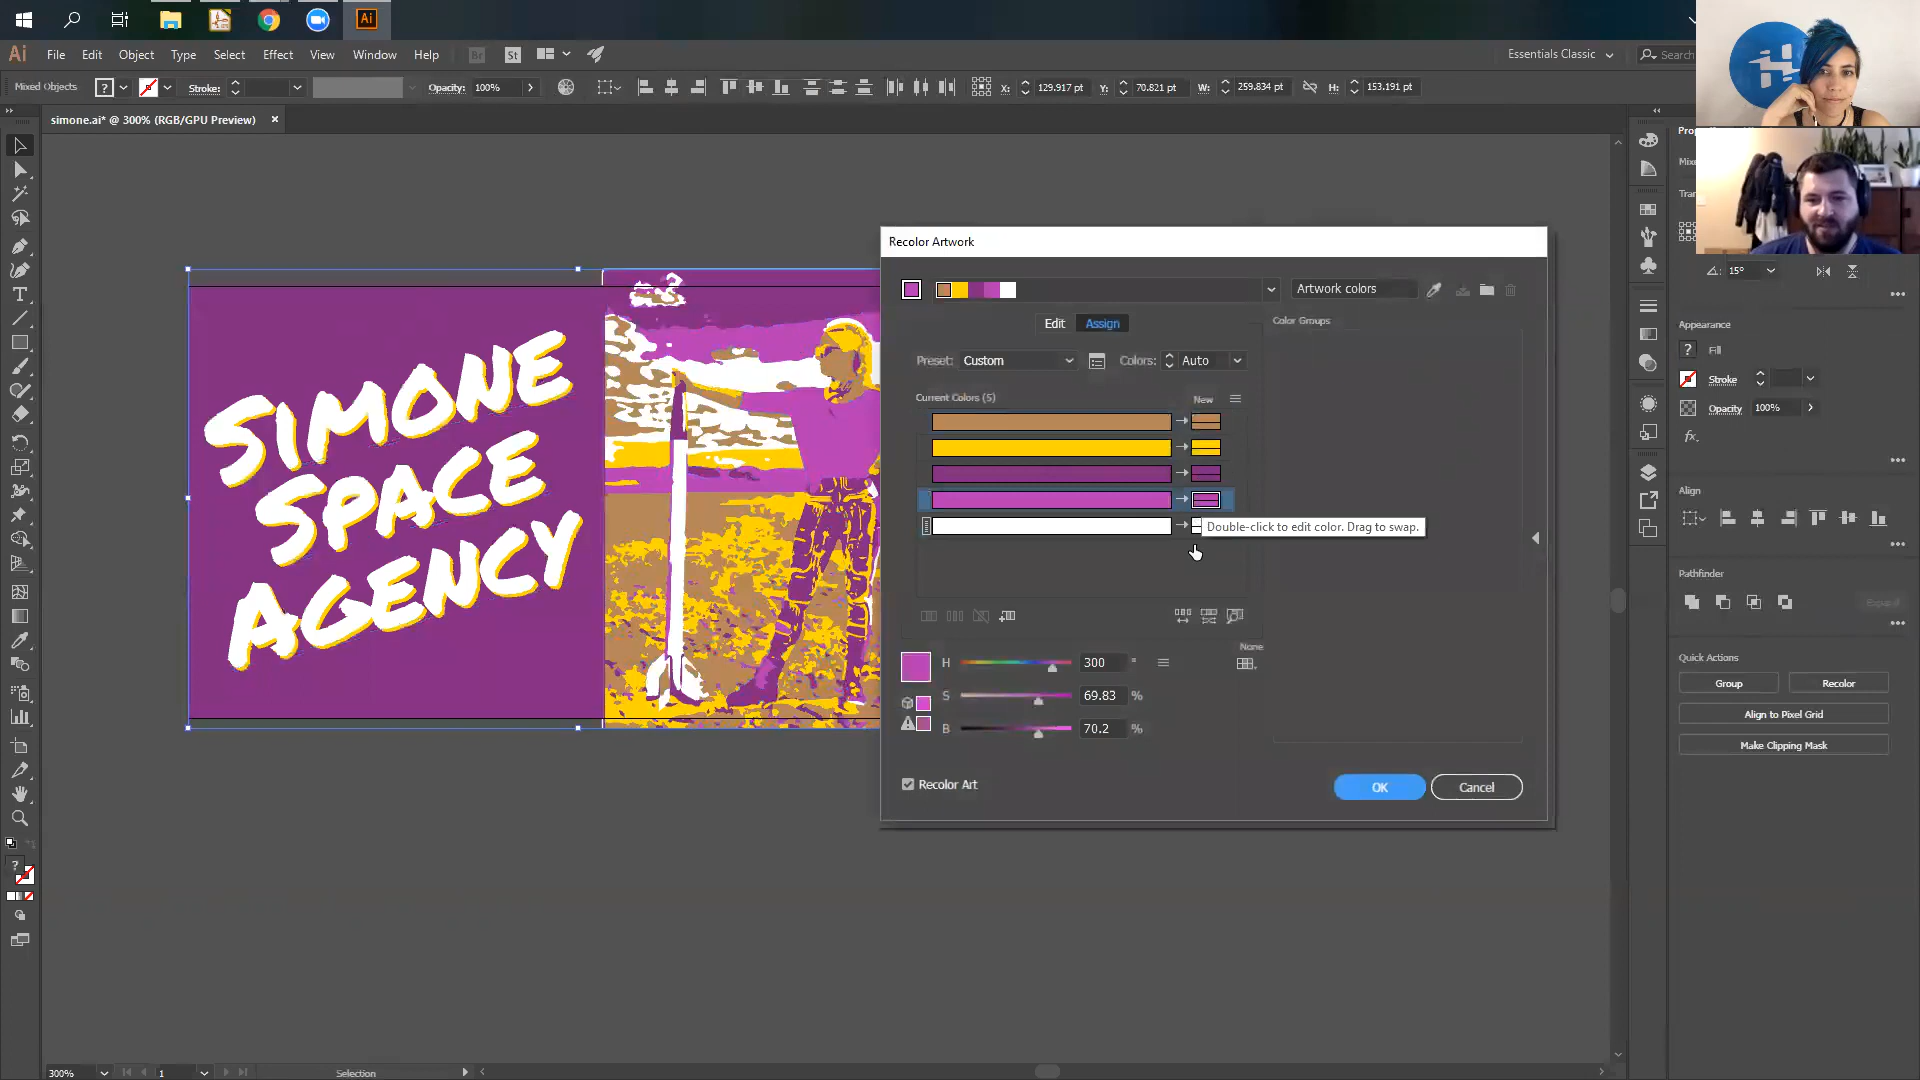 Ai
Ai
File
Edit
Object
Type
Select
Effect
View
Window
Help
Br
St
Essentials Classic
Search
Mixed Objects
?
Stroke:
Opacity:
100%
X:
129.917 pt
Y:
70.821 pt
W:
259.834 pt
H:
153.191 pt
simone.ai* @ 300% (RGB/GPU Preview)
×
SIMONE
SPACE
AGENCY
Recolor Artwork
Artwork colors
Edit
Assign
Color Groups
Preset:
Custom
Colors:
Auto
Current Colors (5)
New
Double-click to edit color. Drag to swap.
None
H
300
°
S
69.83
%
B
70.2
%
Recolor Art
OK
Cancel
15°
Appearance
?
Fill
Stroke
Opacity
100%
fx.
Align
Pathfinder
Expand
Quick Actions
Group
Recolor
Align to Pixel Grid
Make Clipping Mask
?
300%
1
Selection